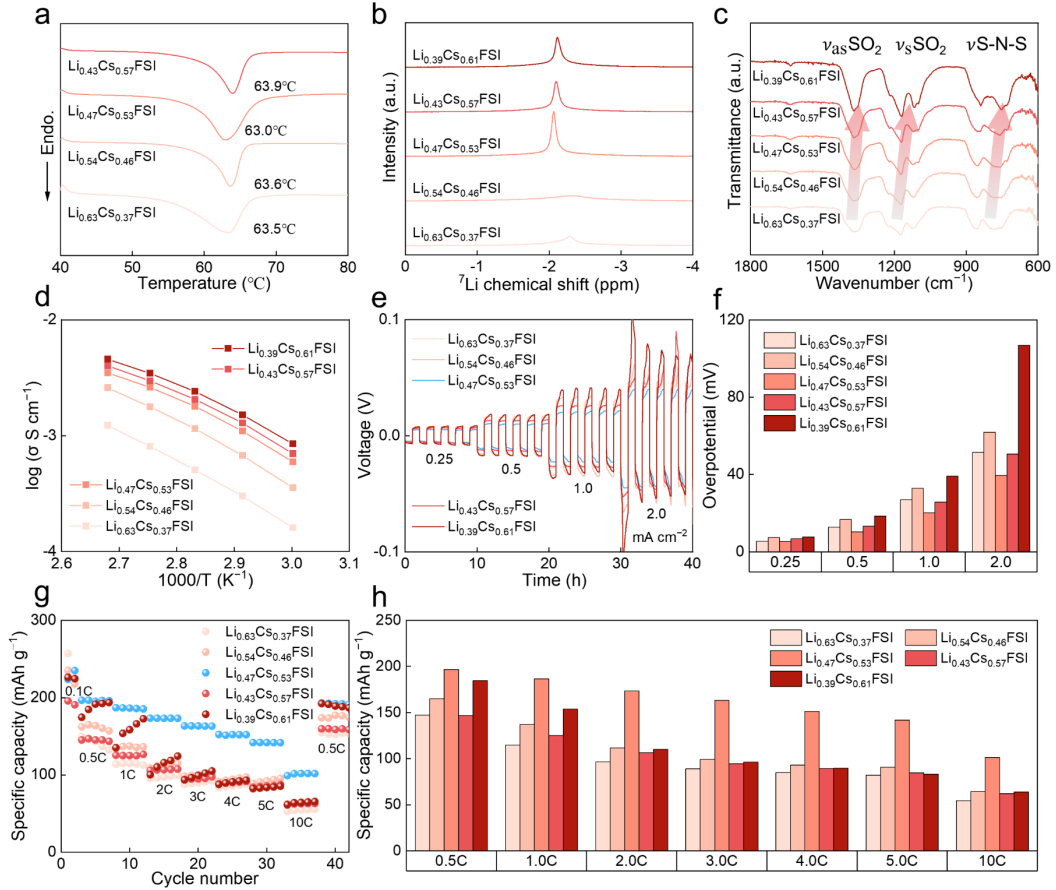 a
Li0.43Cs0.57FSI
63.9℃
Li0.47Cs0.53FSI
63.0℃
Li0.54Cs0.46FSI
63.6℃
Li0.63Cs0.37FSI
63.5℃
Endo.
40 50 60 70 80
Temperature (℃)
b
Li0.39Cs0.61FSI
Li0.43Cs0.57FSI
Li0.47Cs0.53FSI
Li0.54Cs0.46FSI
Li0.63Cs0.37FSI
Intensity (a.u.)
0 -1 -2 -3 -4
7Li chemical shift (ppm)
c
νasSO2 νsSO2 νS-N-S
Li0.39Cs0.61FSI
Li0.43Cs0.57FSI
Li0.47Cs0.53FSI
Li0.54Cs0.46FSI
Li0.63Cs0.37FSI
Transmittance (a.u.)
1800 1500 1200 900 600
Wavenumber (cm−1)
d
-2
-3
-4
log (σ S cm−1)
Li0.39Cs0.61FSI
Li0.43Cs0.57FSI
Li0.47Cs0.53FSI
Li0.54Cs0.46FSI
Li0.63Cs0.37FSI
2.6 2.7 2.8 2.9 3.0 3.1
1000/T (K−1)
e
0.1
0.0
-0.1
Voltage (V)
Li0.63Cs0.37FSI
Li0.54Cs0.46FSI
Li0.47Cs0.53FSI
0.25
0.5
1.0
2.0
Li0.43Cs0.57FSI
Li0.39Cs0.61FSI
mA cm−2
0 10 20 30 40
Time (h)
f
120
80
40
0
Overpotential (mV)
Li0.63Cs0.37FSI
Li0.54Cs0.46FSI
Li0.47Cs0.53FSI
Li0.43Cs0.57FSI
Li0.39Cs0.61FSI
0.25 0.5 1.0 2.0
g
300
200
100
0
Specific capacity (mAh g−1)
Li0.63Cs0.37FSI
Li0.54Cs0.46FSI
Li0.47Cs0.53FSI
Li0.43Cs0.57FSI
Li0.39Cs0.61FSI
0.1C
0.5C
1C
2C
3C
4C
5C
10C
0.5C
0 10 20 30 40
Cycle number
h
250
200
150
100
50
0
Specific capacity (mAh g−1)
Li0.63Cs0.37FSI
Li0.54Cs0.46FSI
Li0.47Cs0.53FSI
Li0.43Cs0.57FSI
Li0.39Cs0.61FSI
0.5C 1.0C 2.0C 3.0C 4.0C 5.0C 10C